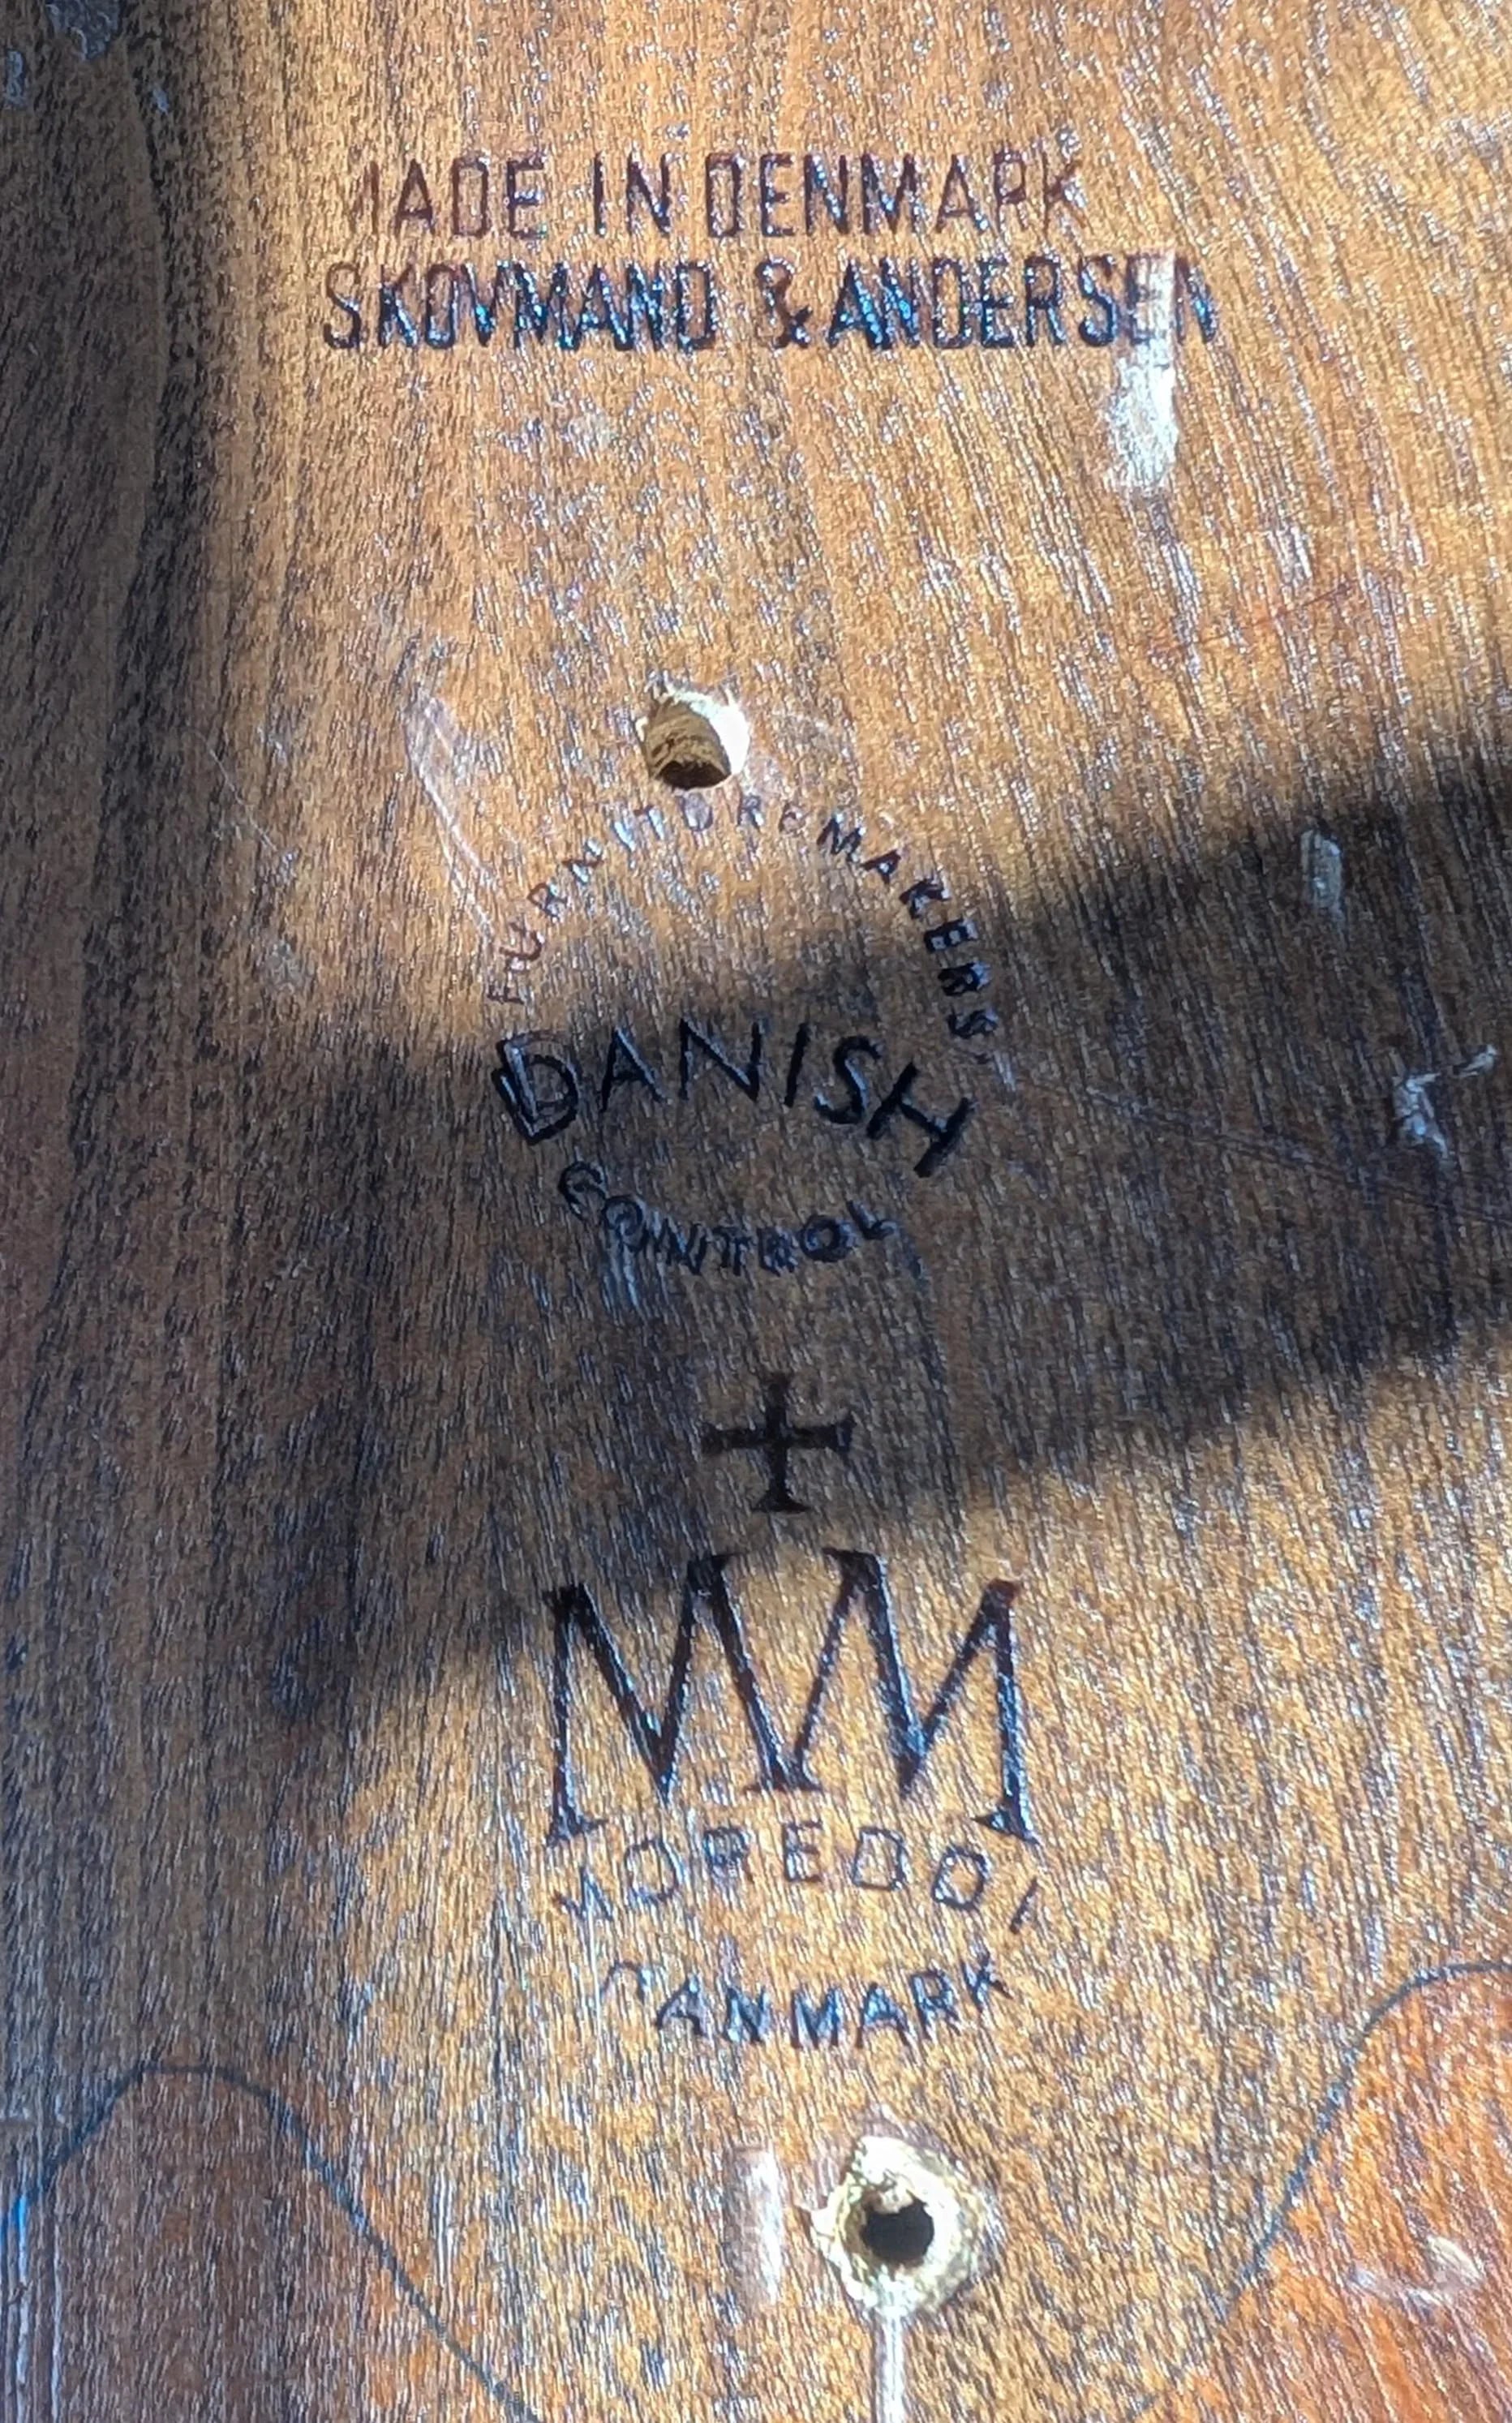 MADE IN DENMARK
SKOVMAND & ANDERSEN
FURNITUREMAKERS'
DANISH
CONTROL
MM
MOREDDI
DANMARK